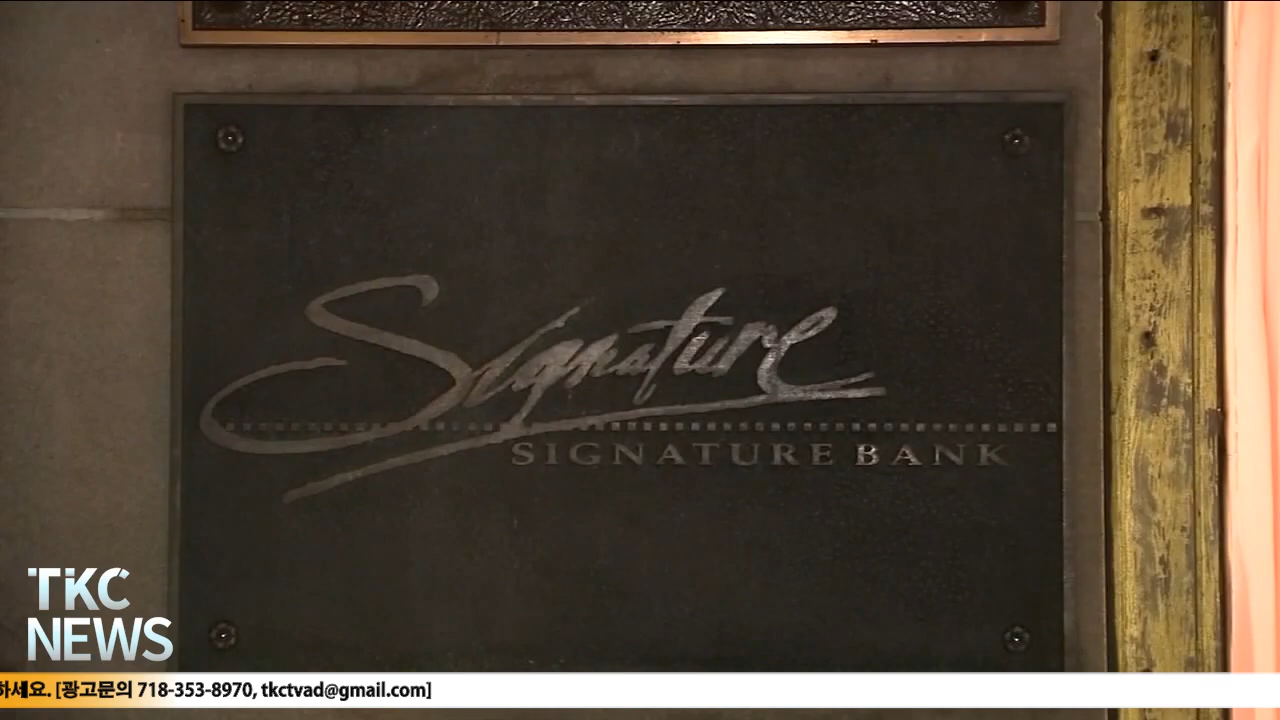 Signature
SIGNATURE BANK
TKC
NEWS
하세요. [광고문의 718-353-8970, tkctvad@gmail.com]